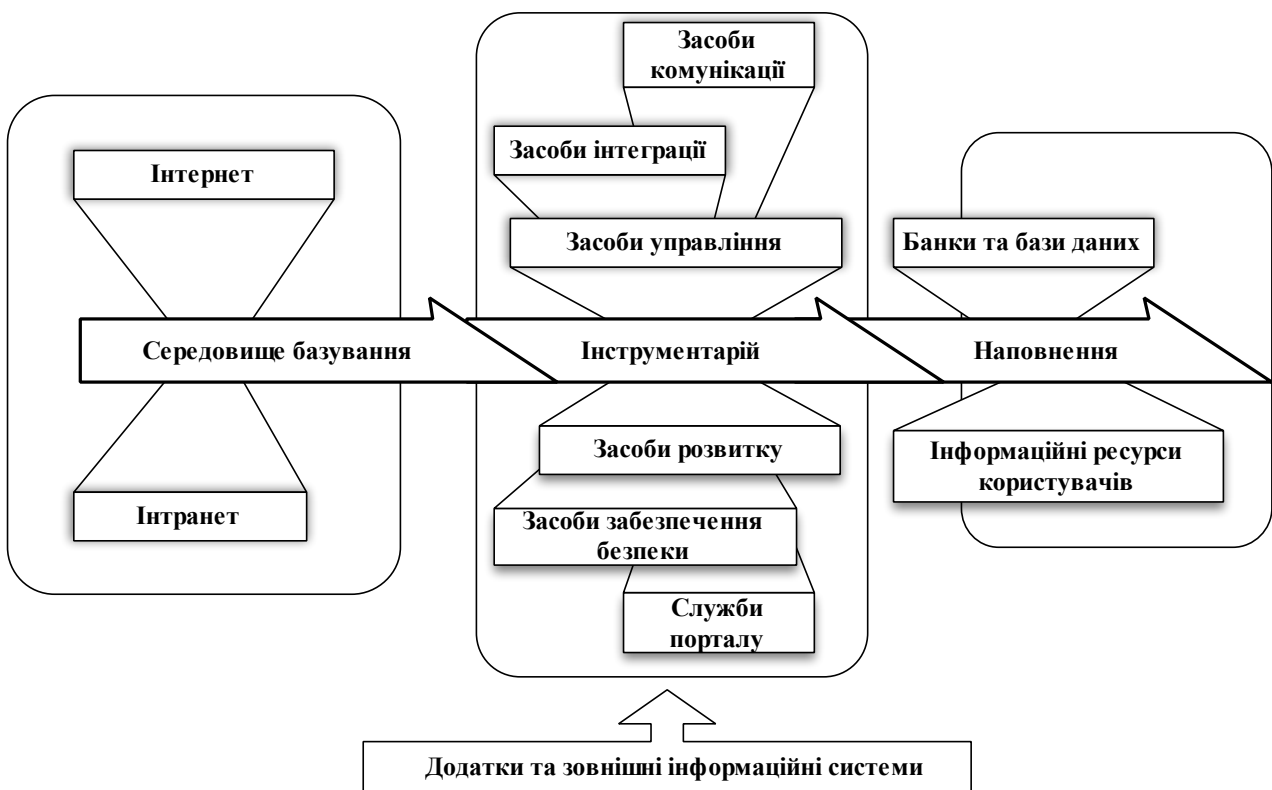 Засоби
комунікації
Засоби інтеграції
Інтернет
Засоби управління
Банки та бази даних
Середовище базування
Інструментарій
Наповнення
Засоби розвитку
Інформаційні ресурси
користувачів
Інтранет
Засоби забезпечення
безпеки
Служби
порталу
Додатки та зовнішні інформаційні системи